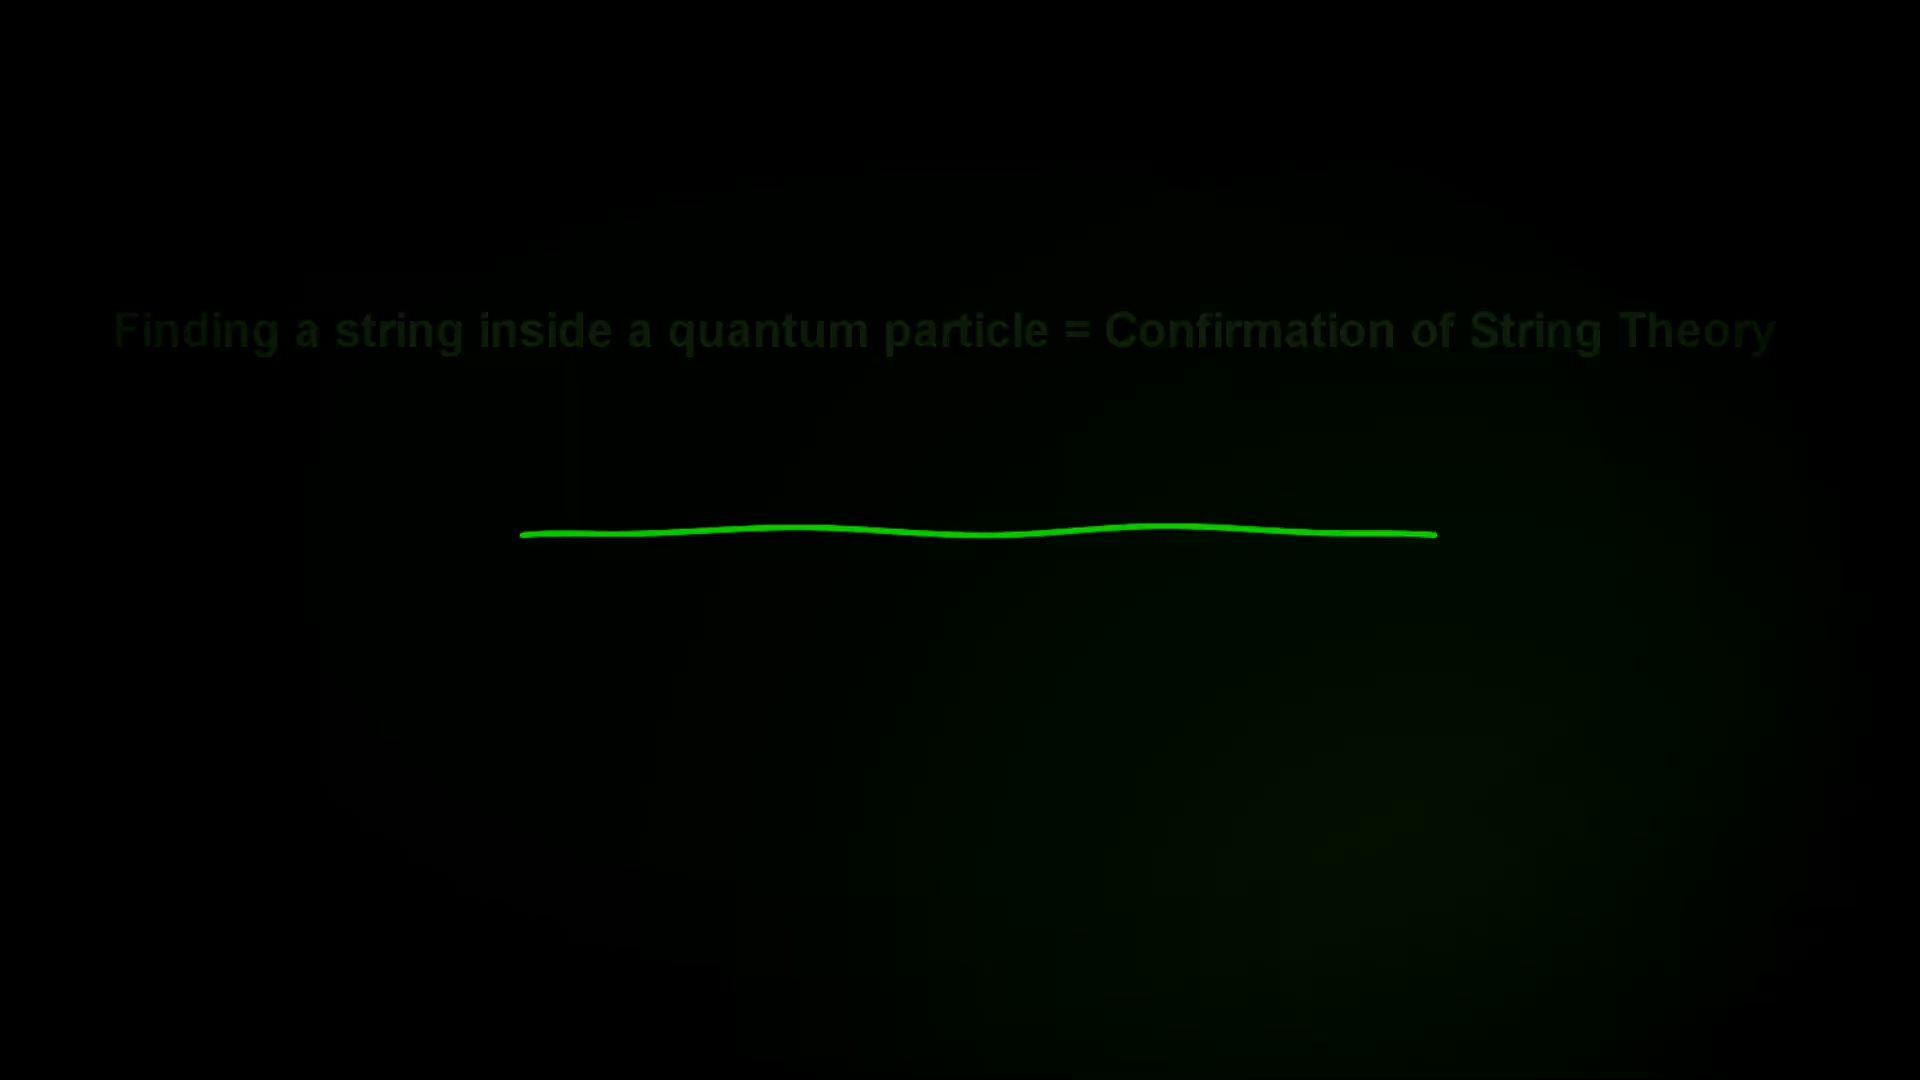 Finding a string inside a quantum particle = Confirmation of String Theory